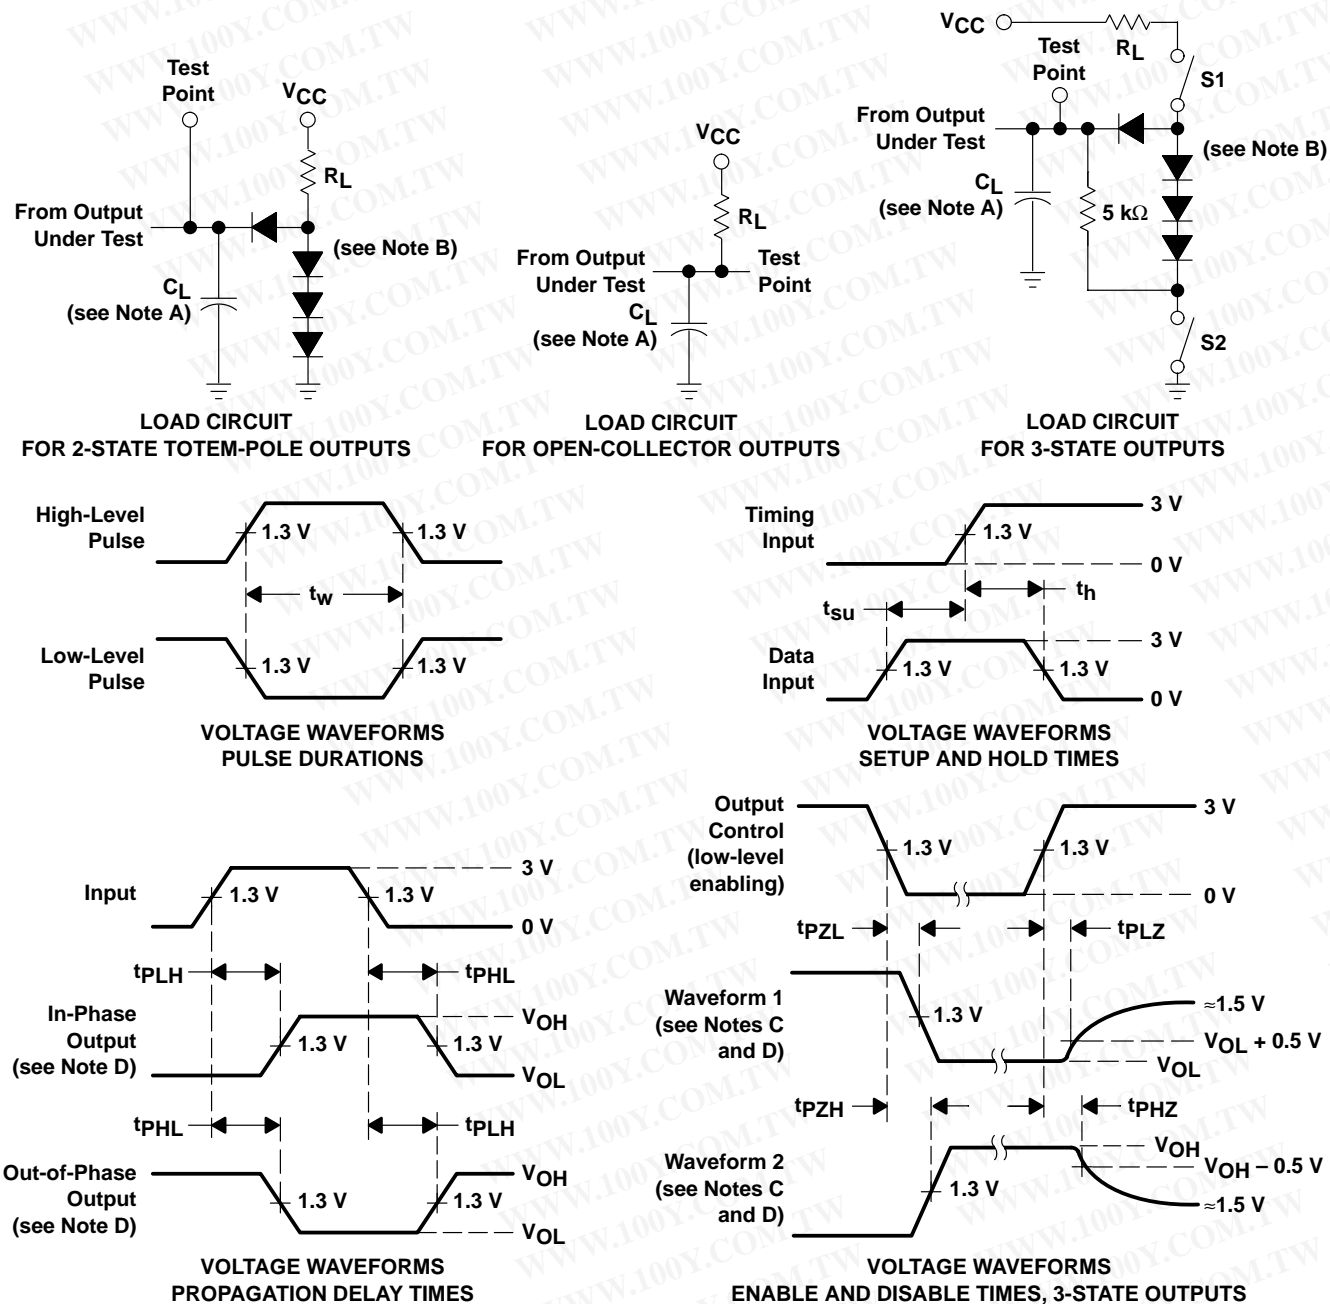 Test
Point
VCC
RL
From Output
Under Test
(see Note B)
CL
(see Note A)
LOAD CIRCUIT
FOR 2-STATE TOTEM-POLE OUTPUTS
VCC
RL
From Output
Under Test
Test
Point
CL
(see Note A)
LOAD CIRCUIT
FOR OPEN-COLLECTOR OUTPUTS
VCC
RL
Test
Point
S1
From Output
Under Test
(see Note B)
CL
(see Note A)
5 kΩ
S2
LOAD CIRCUIT
FOR 3-STATE OUTPUTS
High-Level
Pulse
1.3 V
1.3 V
tw
Low-Level
Pulse
1.3 V
1.3 V
VOLTAGE WAVEFORMS
PULSE DURATIONS
Timing
Input
1.3 V
3 V
0 V
tsu
th
Data
Input
1.3 V
1.3 V
3 V
0 V
VOLTAGE WAVEFORMS
SETUP AND HOLD TIMES
Input
1.3 V
1.3 V
3 V
0 V
tPLH
tPHL
In-Phase
Output
(see Note D)
1.3 V
1.3 V
VOH
VOL
tPHL
tPLH
Out-of-Phase
Output
(see Note D)
1.3 V
1.3 V
VOH
VOL
VOLTAGE WAVEFORMS
PROPAGATION DELAY TIMES
Output
Control
(low-level
enabling)
1.3 V
1.3 V
3 V
0 V
tPZL
tPLZ
Waveform 1
(see Notes C
and D)
1.3 V
≈1.5 V
VOL + 0.5 V
VOL
tPZH
tPHZ
Waveform 2
(see Notes C
and D)
1.3 V
VOH
VOH – 0.5 V
≈1.5 V
VOLTAGE WAVEFORMS
ENABLE AND DISABLE TIMES, 3-STATE OUTPUTS
WWW.100Y.COM.TW